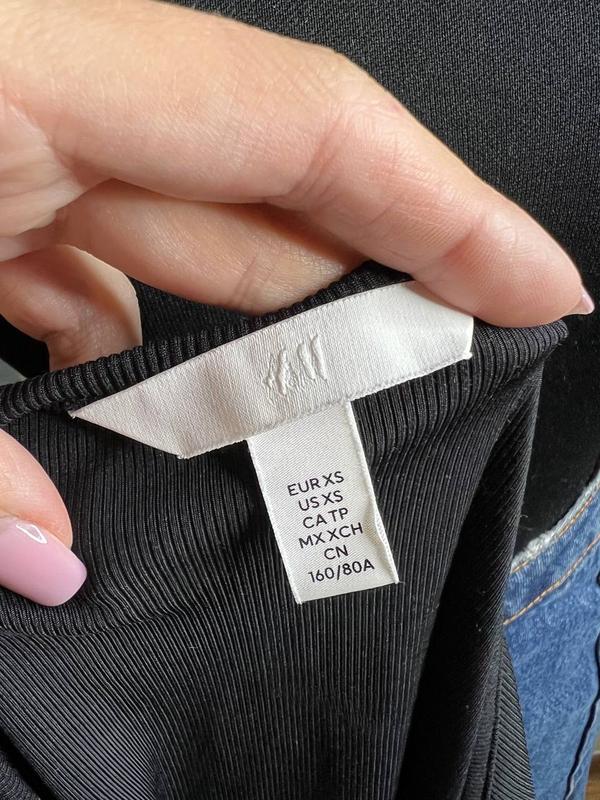 H&M
EUR XS
US XS
CA TP
MX XCH
CN
160/80A